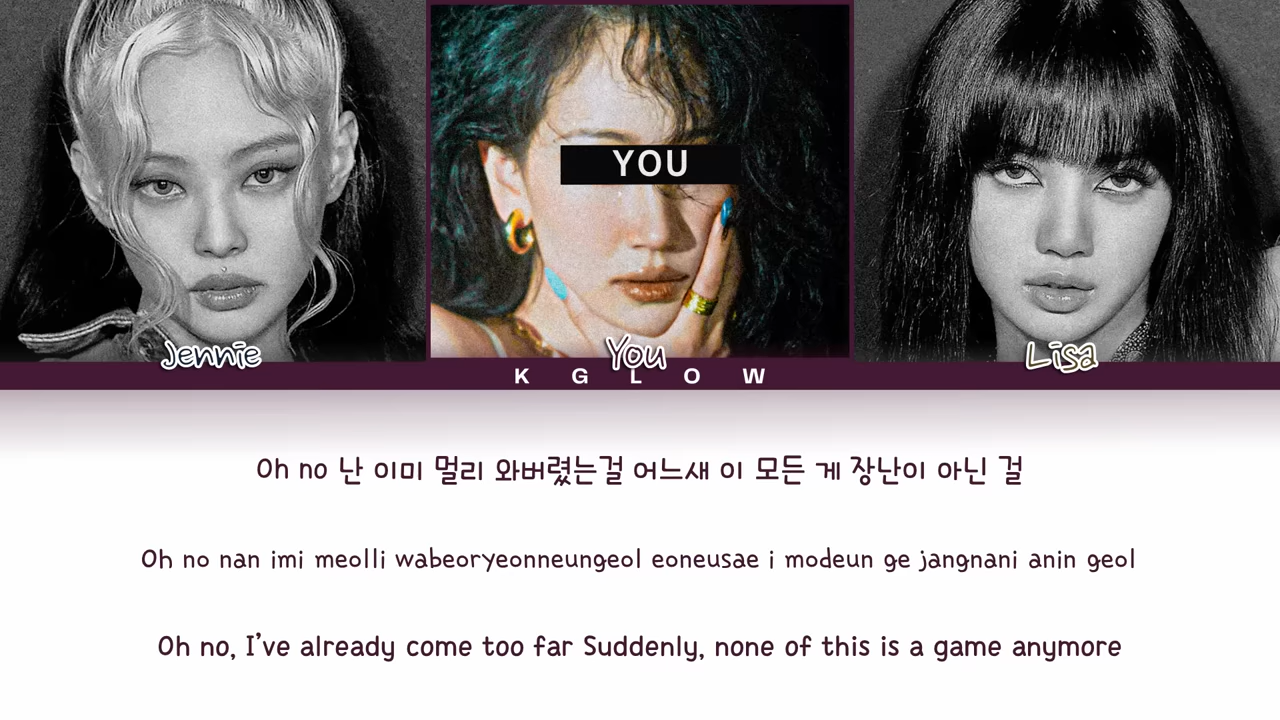 YOU
Jennie
You
Lisa
K G L O W
Oh no 난 이미 멀리 와버렸는걸 어느새 이 모든 게 장난이 아닌 걸
Oh no nan imi meolli wabeoryeonneungeol eoneusae i modeun ge jangnani anin geol
Oh no, I've already come too far Suddenly, none of this is a game anymore